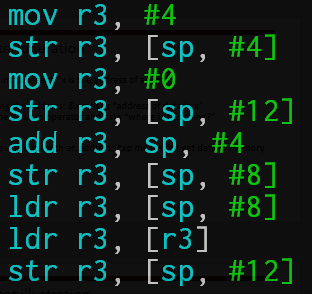 mov r3, #4
str r3, [sp, #4]
mov r3, #0
str r3, [sp, #12]
add r3, sp, #4
str r3, [sp, #8]
ldr r3, [sp, #8]
ldr r3, [r3]
str r3, [sp, #12]